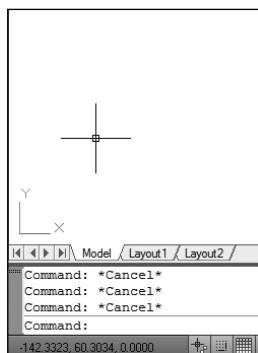 Y
X
Model Layout1 Layout2
Command: *Cancel*
Command: *Cancel*
Command: *Cancel*
Command:
-142.3323, 60.3034, 0.0000